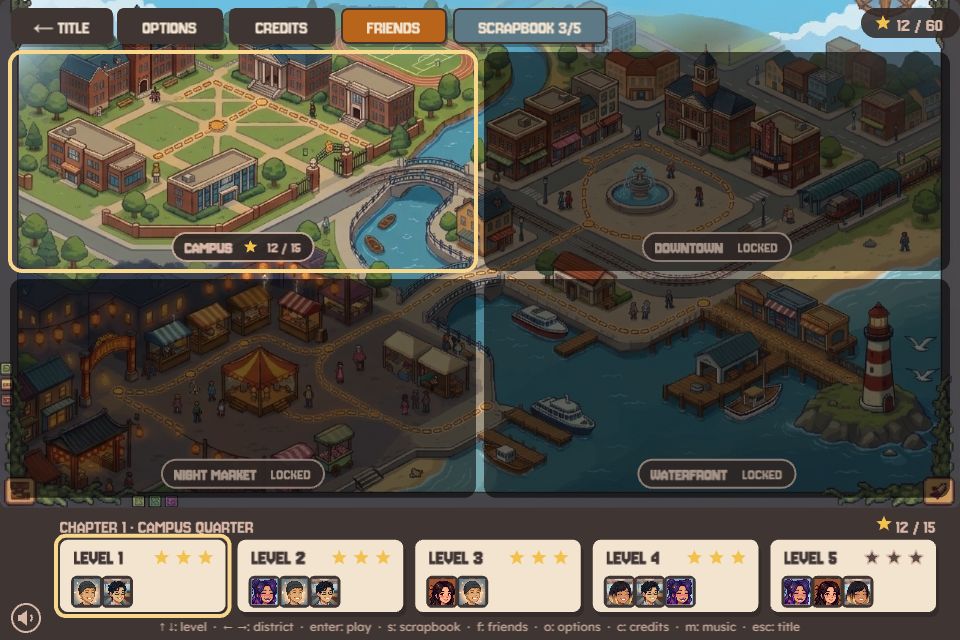 ← TITLE
OPTIONS
CREDITS
FRIENDS
SCRAPBOOK 3/5
12 / 60
CAMPUS 12 / 15
DOWNTOWN LOCKED
NIGHT MARKET LOCKED
WATERFRONT LOCKED
CHAPTER 1 · CAMPUS QUARTER
12 / 15
LEVEL 1
LEVEL 2
LEVEL 3
LEVEL 4
LEVEL 5
↑ ↓: level · ← →: district · enter: play · s: scrapbook · f: friends · o: options · c: credits · m: music · esc: title